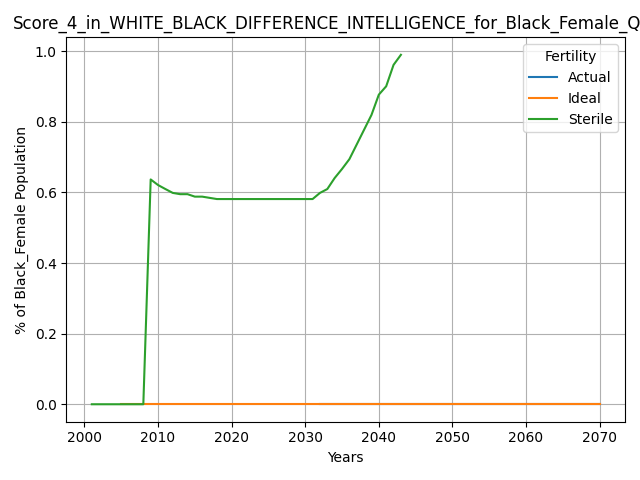 Score_4_in_WHITE_BLACK_DIFFERENCE_INTELLIGENCE_for_Black_Female_Q
Fertility
Actual
Ideal
Sterile
% of Black_Female Population
1.0
0.8
0.6
0.4
0.2
0.0
2000 2010 2020 2030 2040 2050 2060 2070
Years